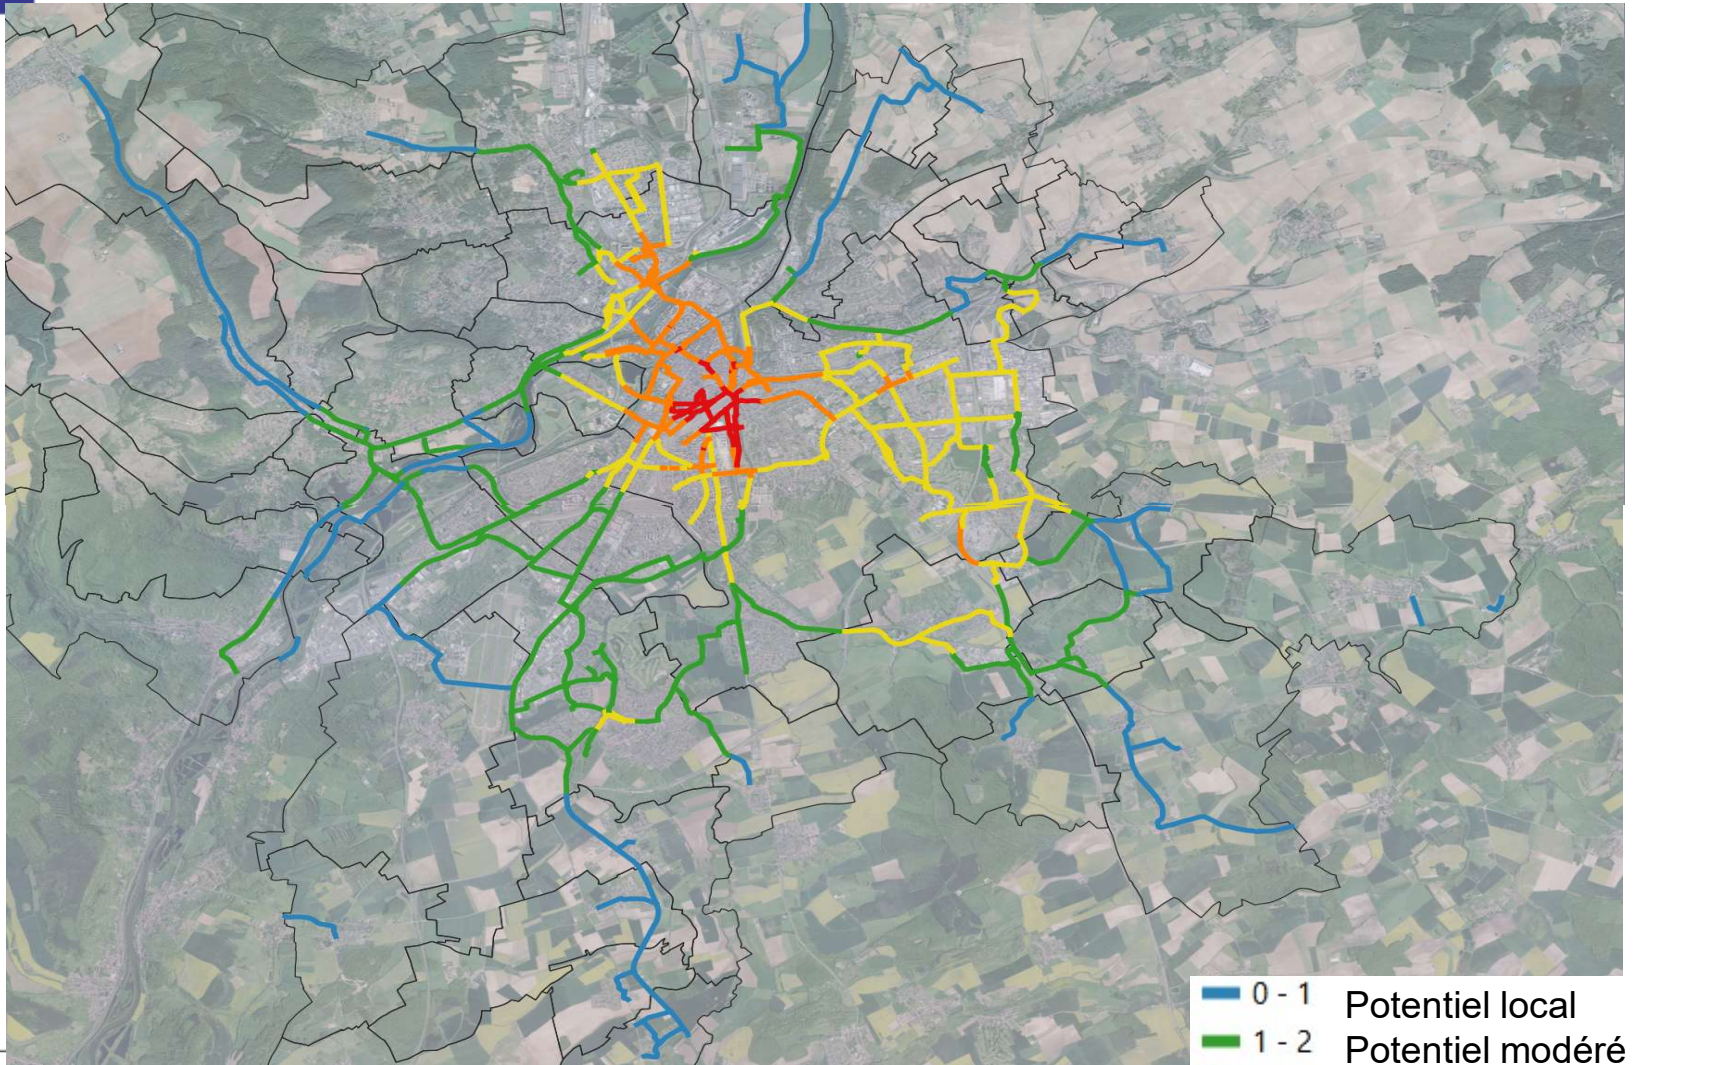 0 - 1 Potentiel local
1 - 2 Potentiel modéré